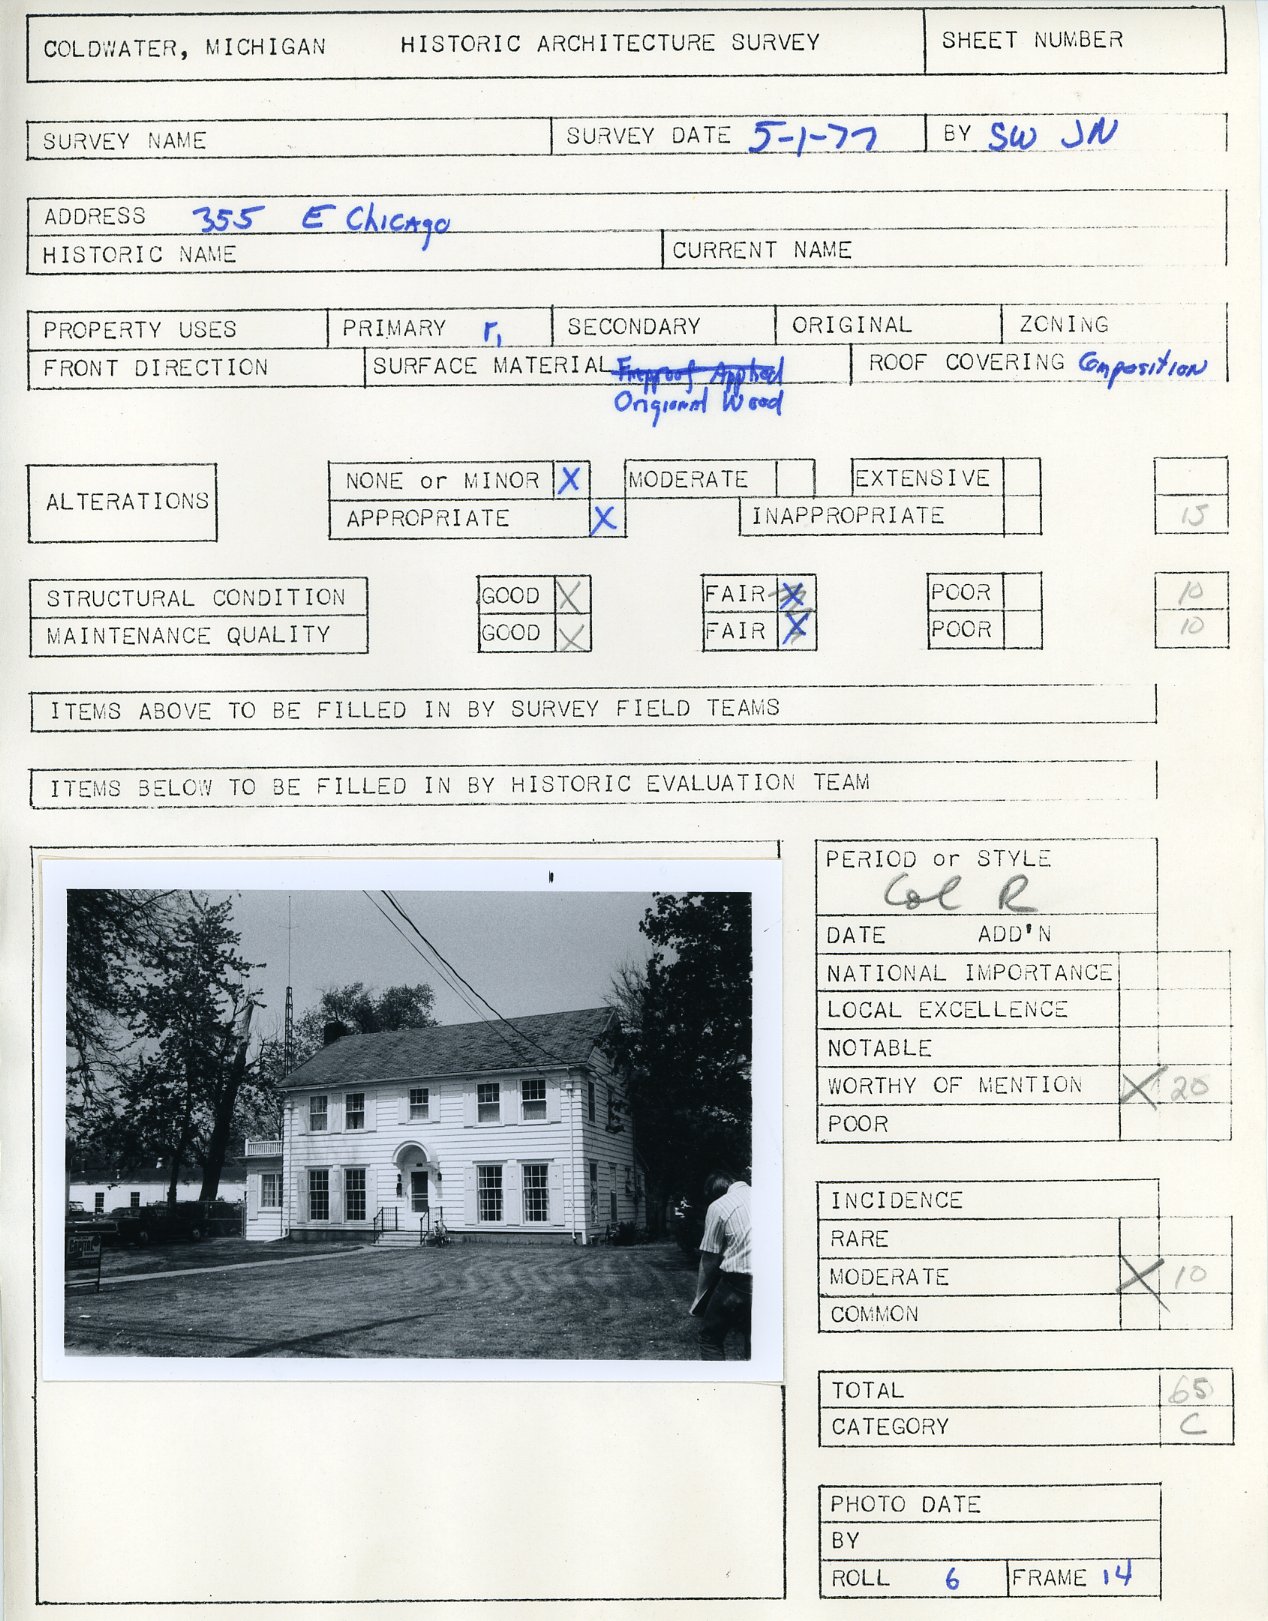 COLDWATER, MICHIGAN HISTORIC ARCHITECTURE SURVEY SHEET NUMBER
SURVEY NAME SURVEY DATE 5-1-77 BY SW JN
ADDRESS 355 E Chicago
HISTORIC NAME CURRENT NAME
PROPERTY USES PRIMARY r, SECONDARY ORIGINAL ZONING
FRONT DIRECTION SURFACE MATERIAL Fireproof Applied ROOF COVERING Composition
Origional Wood
ALTERATIONS NONE or MINOR X MODERATE EXTENSIVE
APPROPRIATE X INAPPROPRIATE 15
STRUCTURAL CONDITION GOOD X FAIR X POOR 10
MAINTENANCE QUALITY GOOD X FAIR X POOR 10
ITEMS ABOVE TO BE FILLED IN BY SURVEY FIELD TEAMS
ITEMS BELOW TO BE FILLED IN BY HISTORIC EVALUATION TEAM
PERIOD or STYLE
Col R
DATE ADD'N
NATIONAL IMPORTANCE
LOCAL EXCELLENCE
NOTABLE
WORTHY OF MENTION X 20
POOR
INCIDENCE
RARE
MODERATE X 10
COMMON
TOTAL 65
CATEGORY C
PHOTO DATE
BY
ROLL 6 FRAME 14